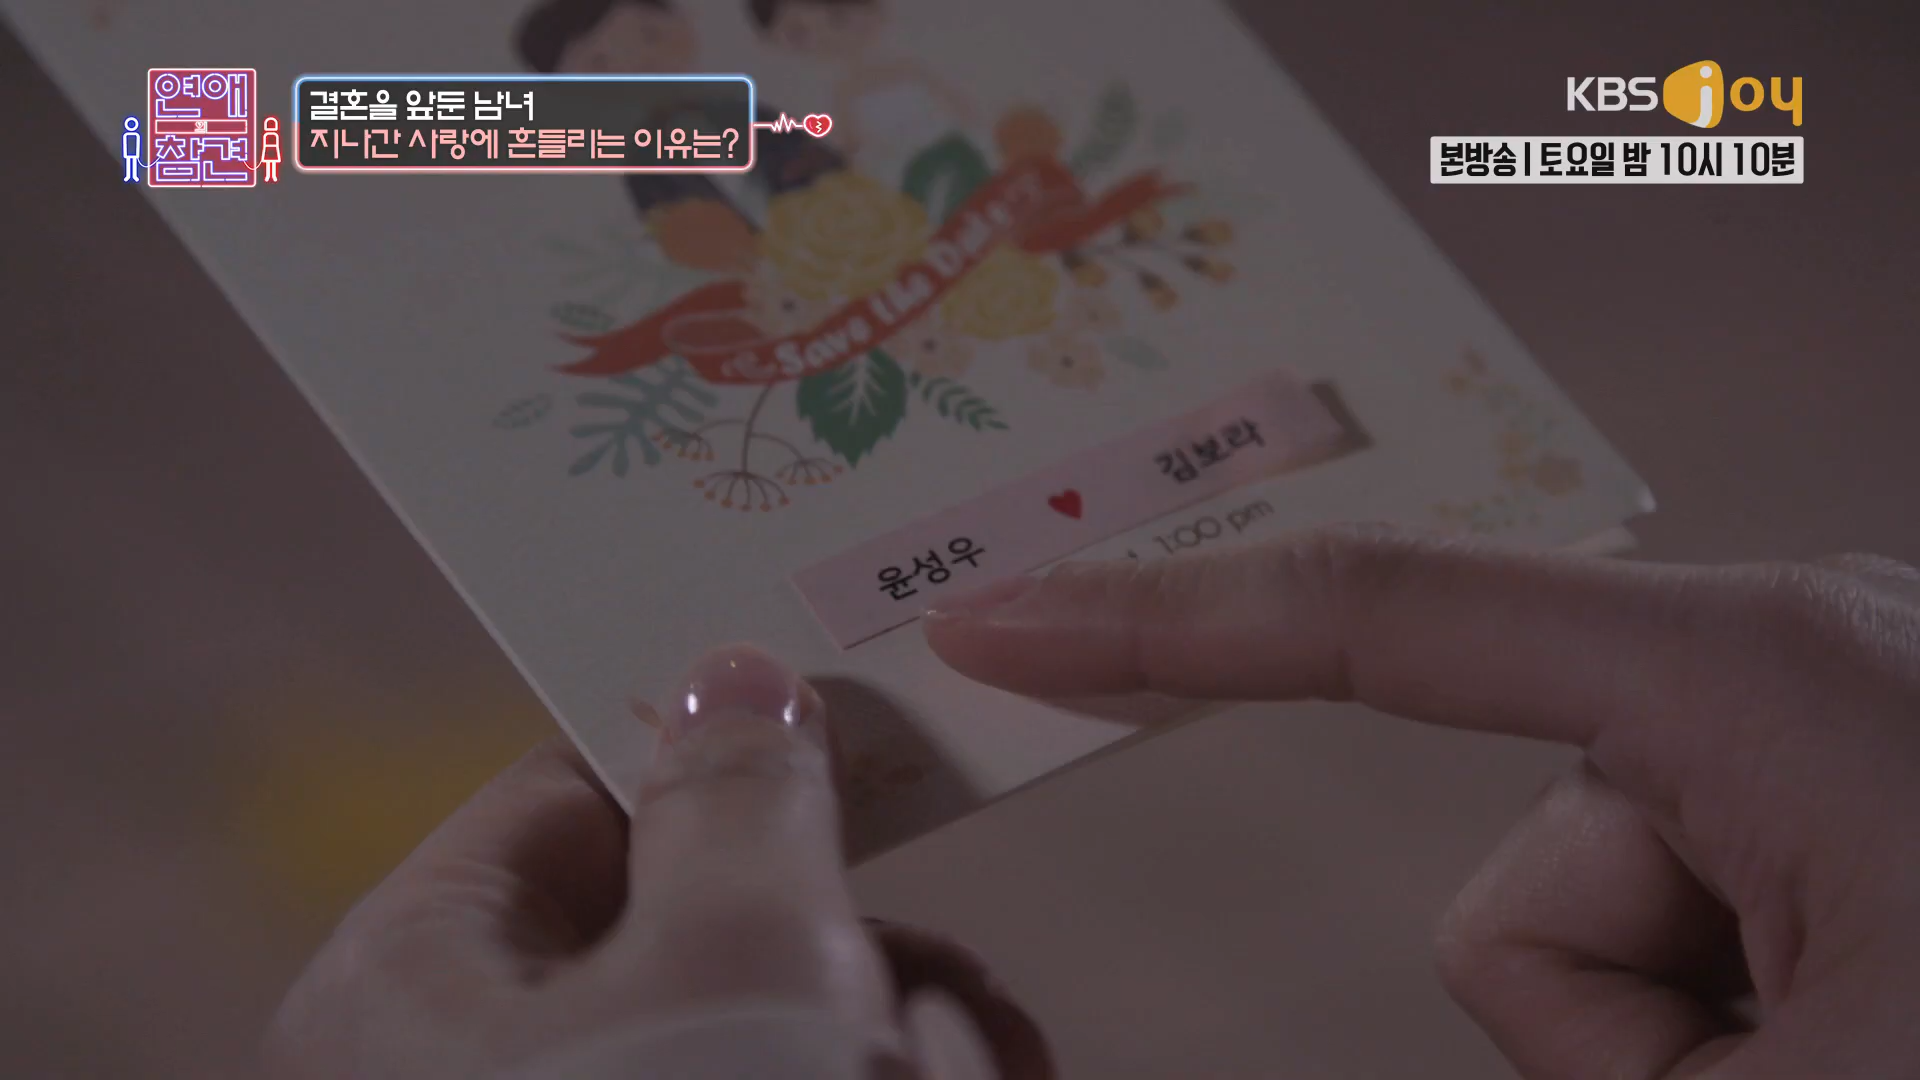 연애의 참견
결혼을 앞둔 남녀
지나간 사랑에 흔들리는 이유는?
KBS joy
본방송 | 토요일 밤 10시 10분
Save the Date
윤성우 ♥ 김보라
1:00 pm